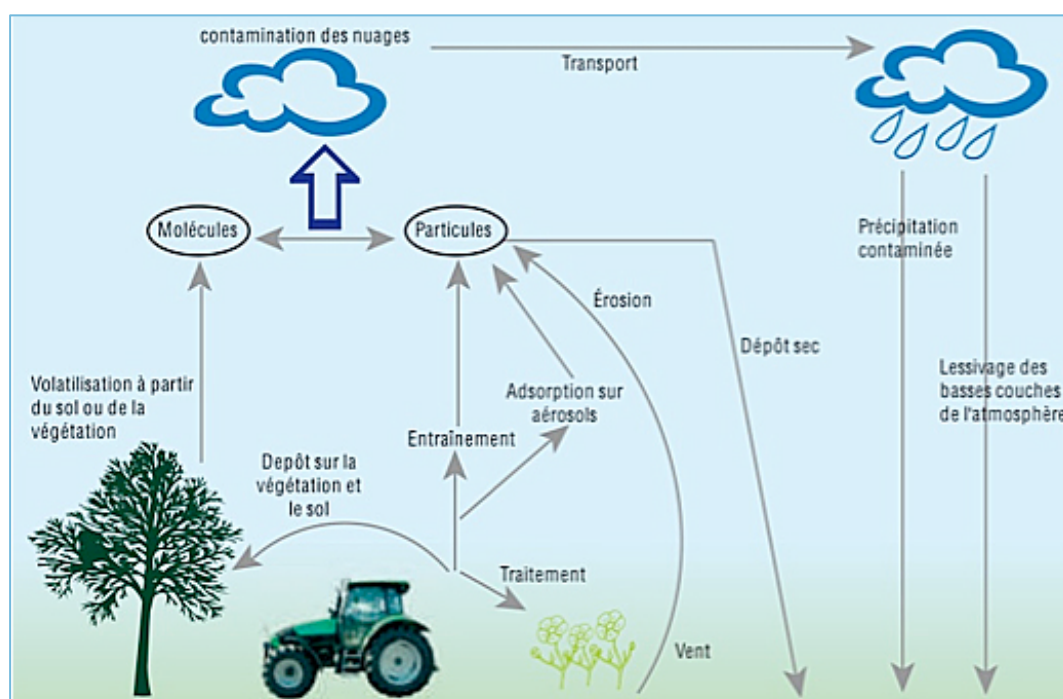 contamination des nuages
Transport
Molécules
Particules
Précipitation
contaminée
Érosion
Dépôt sec
Volatilisation à partir
du sol ou de la
végétation
Adsorption sur
aérosols
Lessivage des
basses couches
de l'atmosphère
Entraînement
Depôt sur la
végétation et
le sol
Traitement
Vent